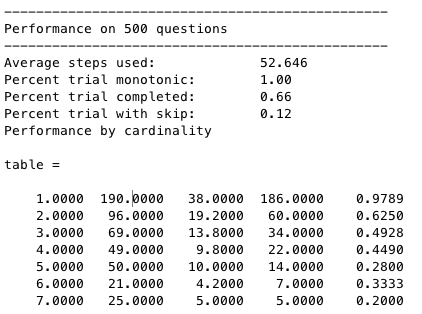 ------------------------------------------------
Performance on 500 questions
------------------------------------------------
Average steps used: 52.646
Percent trial monotonic: 1.00
Percent trial completed: 0.66
Percent trial with skip: 0.12
Performance by cardinality
table =
1.0000 190.0000 38.0000 186.0000 0.9789
2.0000 96.0000 19.2000 60.0000 0.6250
3.0000 69.0000 13.8000 34.0000 0.4928
4.0000 49.0000 9.8000 22.0000 0.4490
5.0000 50.0000 10.0000 14.0000 0.2800
6.0000 21.0000 4.2000 7.0000 0.3333
7.0000 25.0000 5.0000 5.0000 0.2000